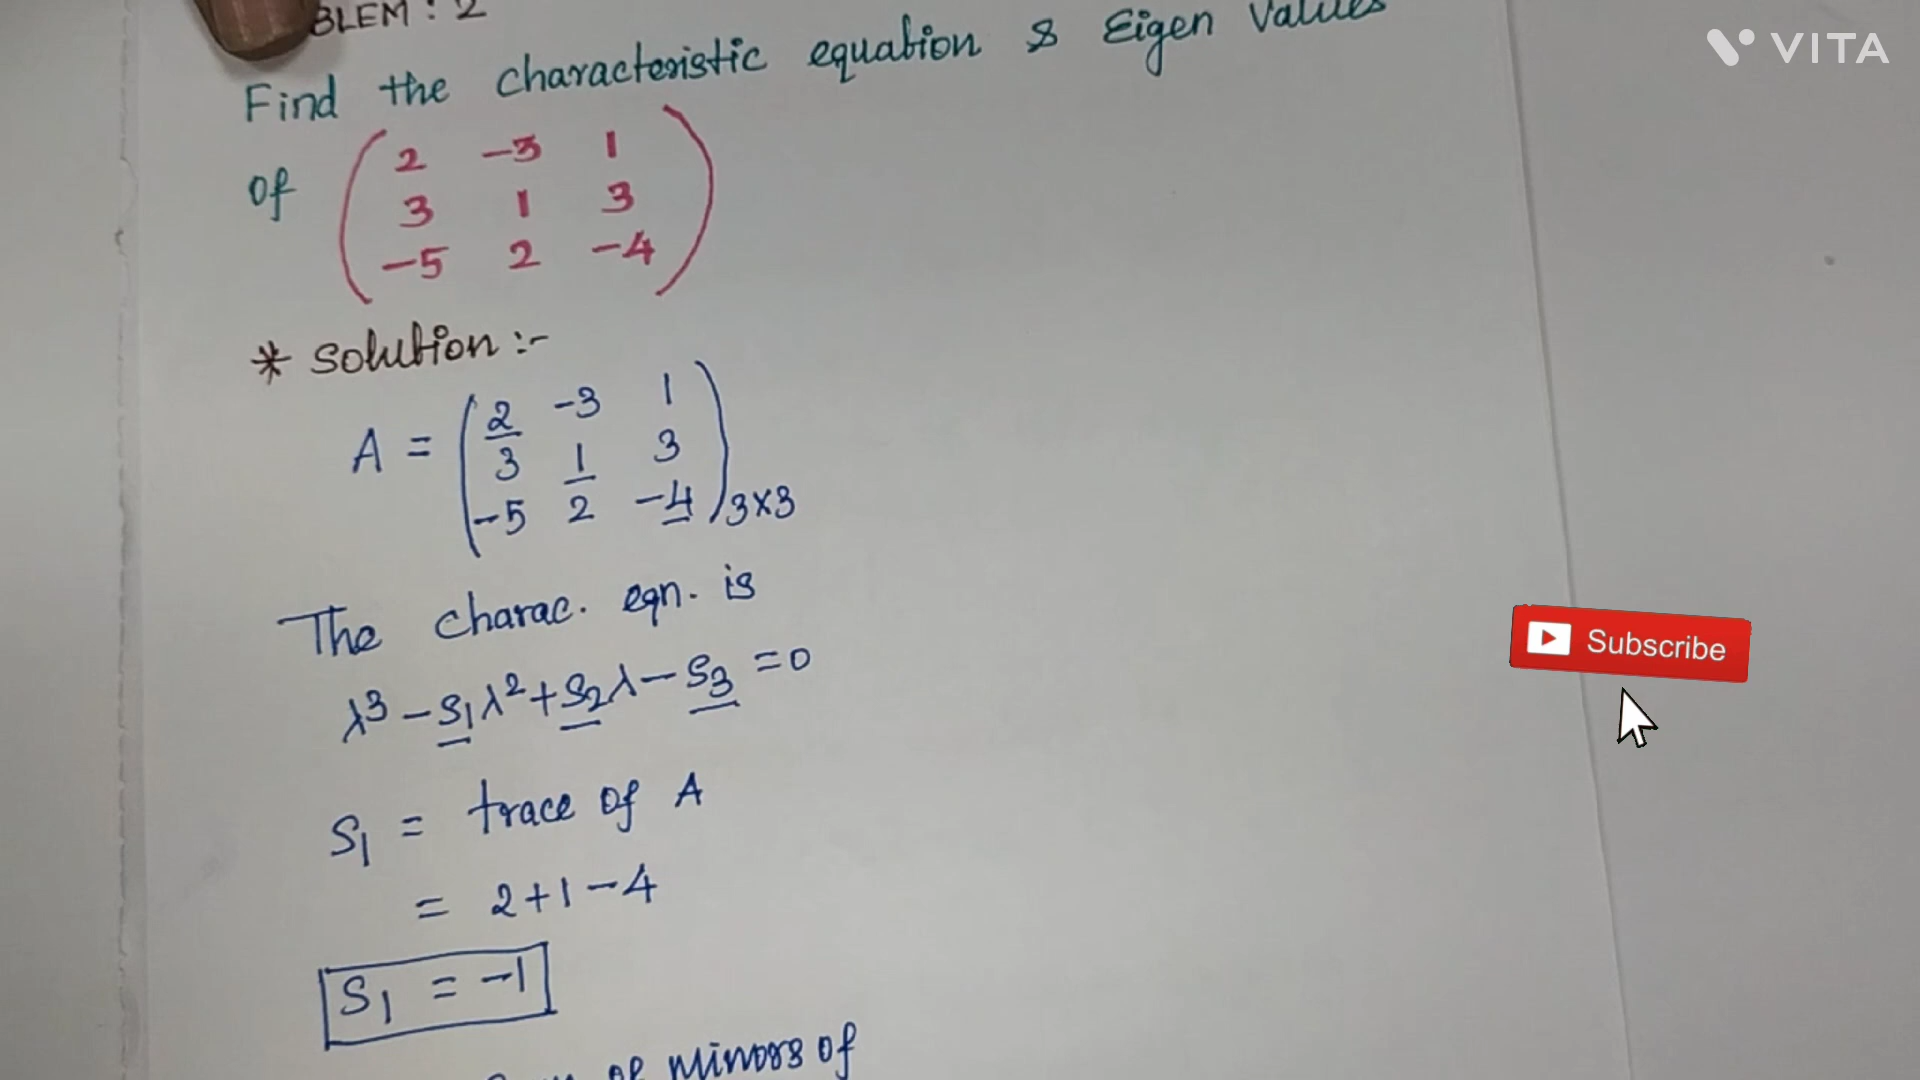 BLEM : 2
Find the characteristic equation & Eigen Values
of
2 -3 1
3 1 3
-5 2 -4
* Solution :-
A = 
2 -3 1
3 1 3
-5 2 -4
3×3
The charac. eqn. is
λ³ - S₁λ² + S₂λ - S₃ = 0
S₁ = trace of A
= 2+1-4
S₁ = -1
of minors of
VITA
Subscribe